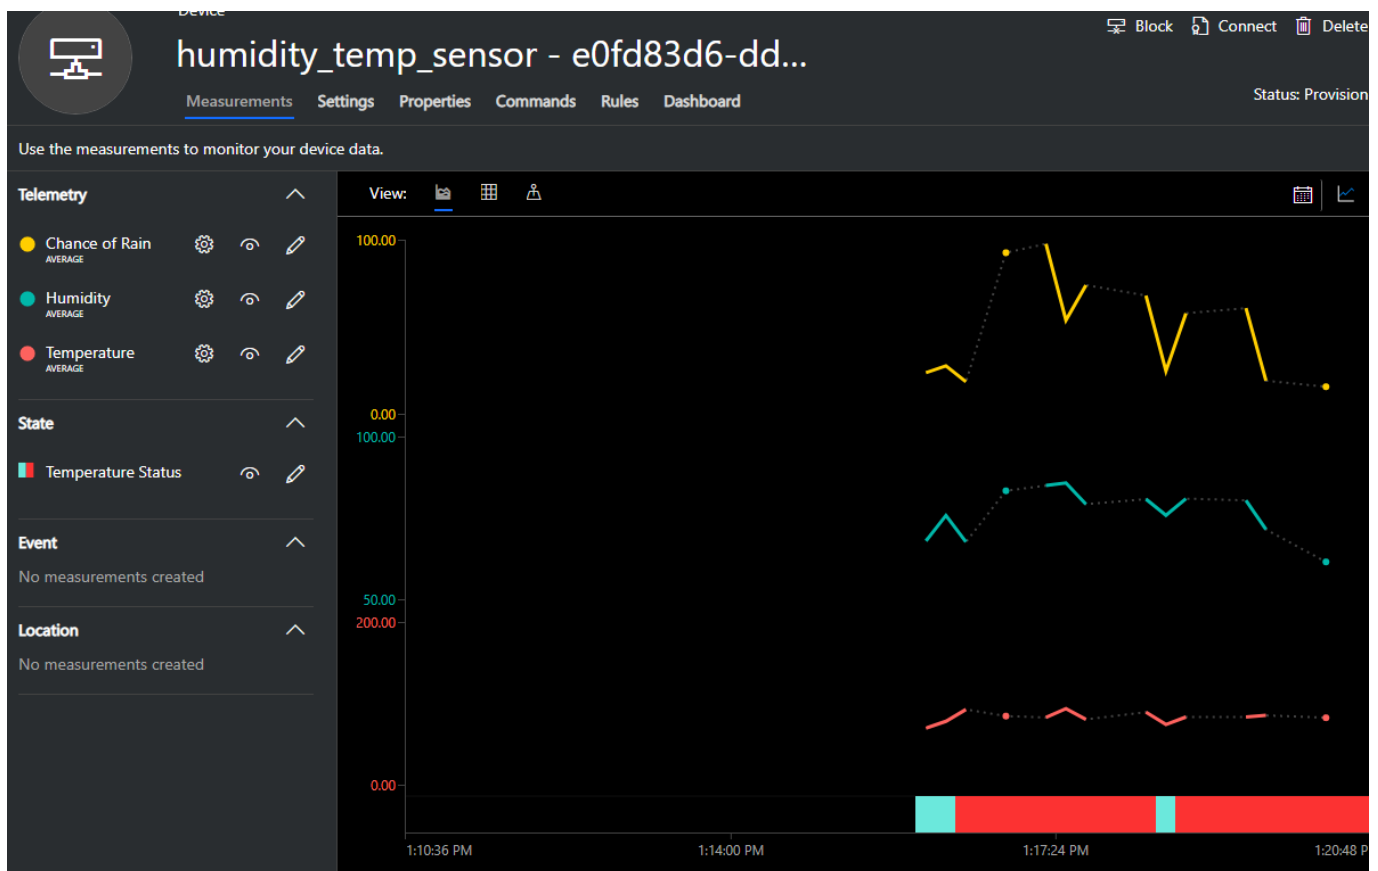 Device
Block Connect Delete
humidity_temp_sensor - e0fd83d6-dd...
Measurements Settings Properties Commands Rules Dashboard
Status: Provision
Use the measurements to monitor your device data.
Telemetry
View:
Chance of Rain
AVERAGE
Humidity
AVERAGE
Temperature
AVERAGE
State
Temperature Status
Event
No measurements created
Location
No measurements created
100.00
0.00
100.00
50.00
200.00
0.00
1:10:36 PM 1:14:00 PM 1:17:24 PM 1:20:48 P